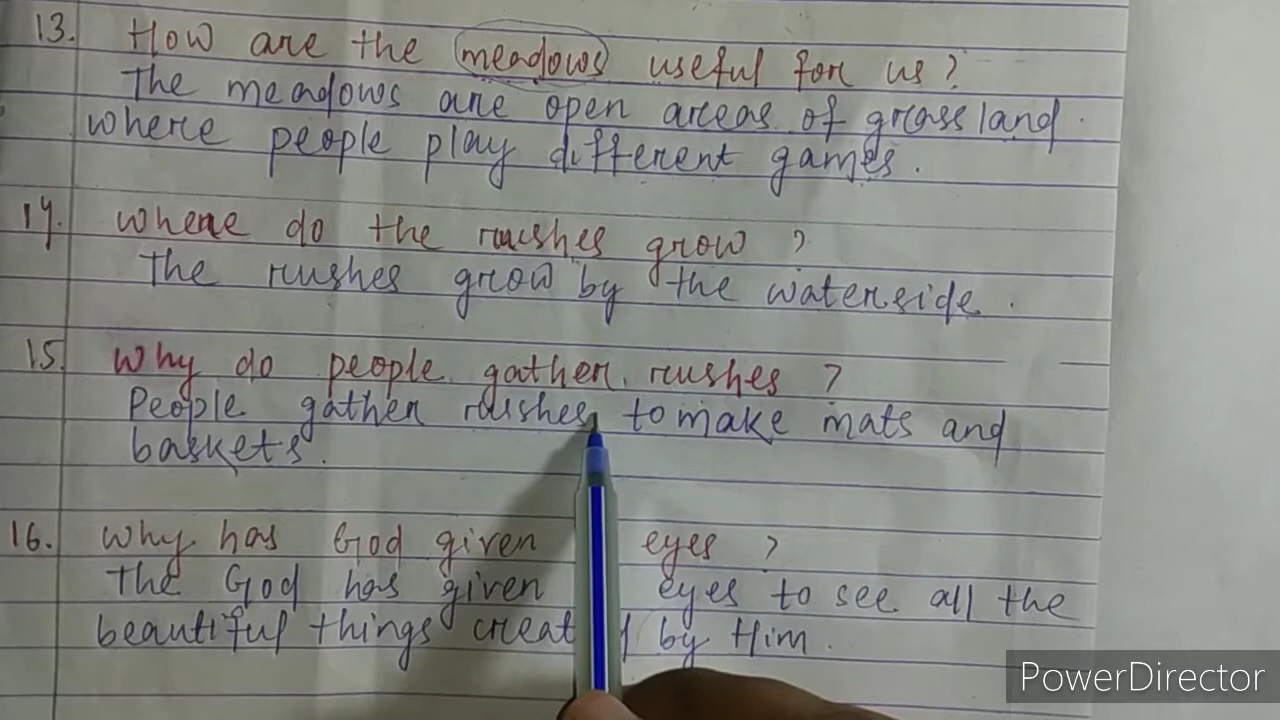 13. How are the meadows useful for us?
The meadows are open areas of grassland.
where people play different games.
14. Where do the rushes grow?
The rushes grow by the waterside.
15. Why do people gather rushes?
People gather rushes to make mats and
baskets.
16. Why has God given eyes?
The God has given eyes to see all the
beautiful things by Him.
PowerDirector